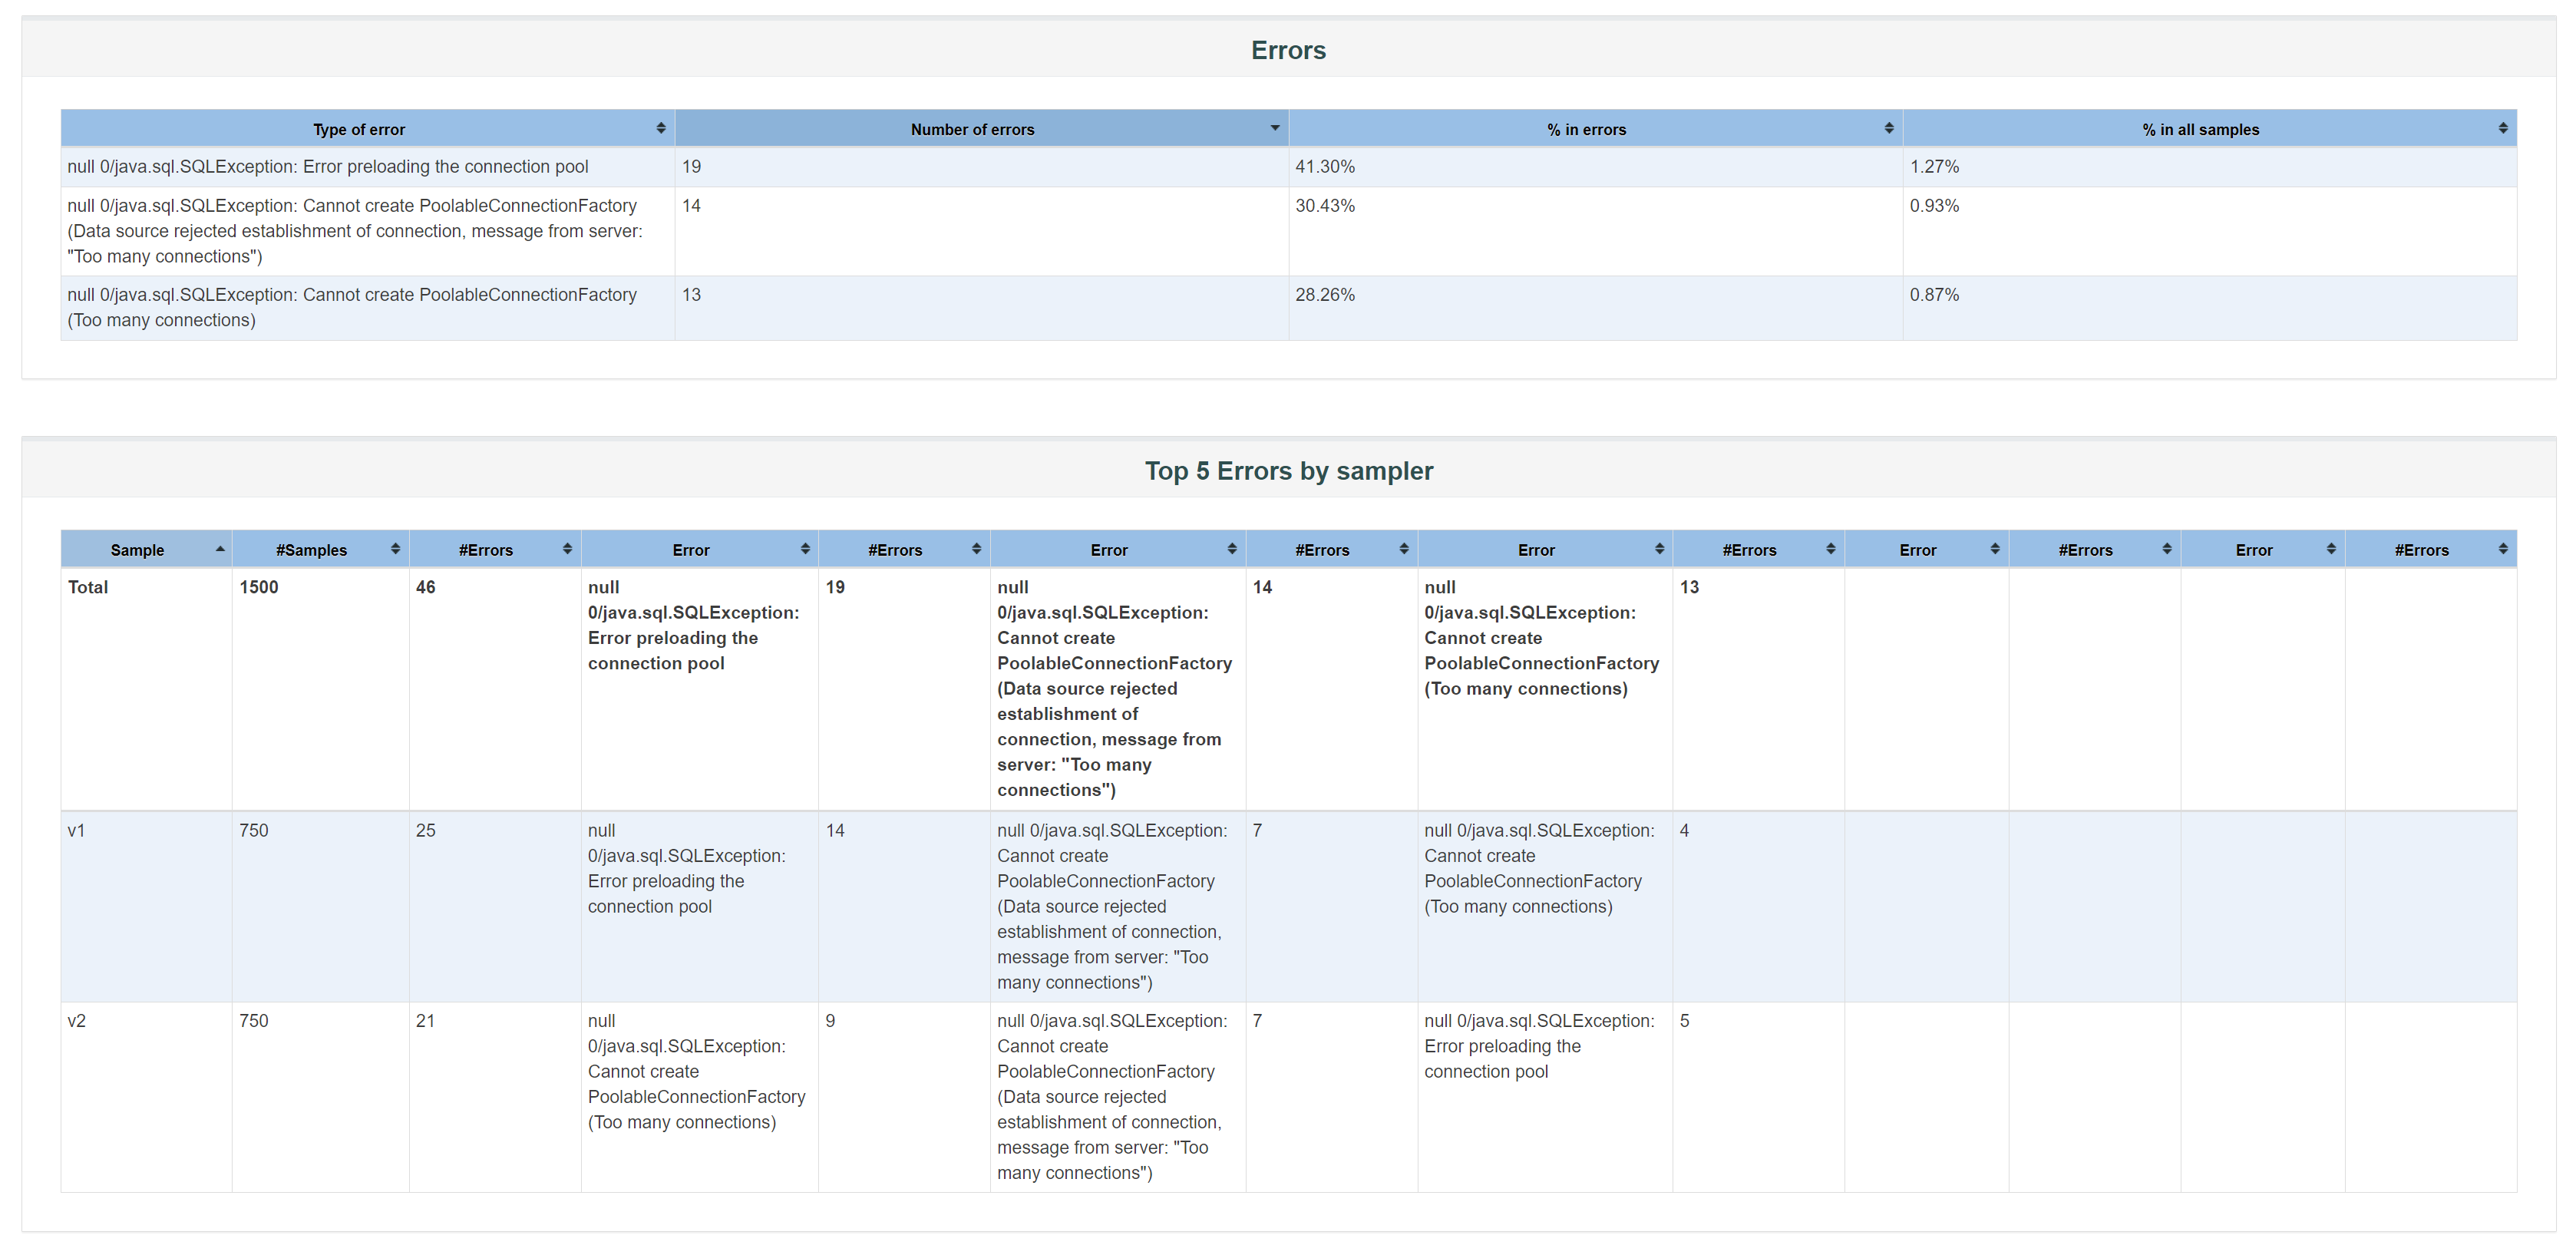 Errors
Type of error Number of errors % in errors % in all samples
null 0/java.sql.SQLException: Error preloading the connection pool 19 41.30% 1.27%
null 0/java.sql.SQLException: Cannot create PoolableConnectionFactory 14 30.43% 0.93%
(Data source rejected establishment of connection, message from server:
"Too many connections")
null 0/java.sql.SQLException: Cannot create PoolableConnectionFactory 13 28.26% 0.87%
(Too many connections)
Top 5 Errors by sampler
Sample #Samples #Errors Error #Errors Error #Errors Error #Errors Error #Errors Error #Errors
Total 1500 46
null
0/java.sql.SQLException:
Error preloading the
connection pool
19
null
0/java.sql.SQLException:
Cannot create
PoolableConnectionFactory
(Data source rejected
establishment of
connection, message from
server: "Too many
connections")
14
null
0/java.sql.SQLException:
Cannot create
PoolableConnectionFactory
(Too many connections)
13
v1 750 25
null
0/java.sql.SQLException:
Error preloading the
connection pool
14
null 0/java.sql.SQLException:
Cannot create
PoolableConnectionFactory
(Data source rejected
establishment of connection,
message from server: "Too
many connections")
7
null 0/java.sql.SQLException:
Cannot create
PoolableConnectionFactory
(Too many connections)
4
v2 750 21
null
0/java.sql.SQLException:
Cannot create
PoolableConnectionFactory
(Too many connections)
9
null 0/java.sql.SQLException:
Cannot create
PoolableConnectionFactory
(Data source rejected
establishment of connection,
message from server: "Too
many connections")
7
null 0/java.sql.SQLException:
Error preloading the
connection pool
5